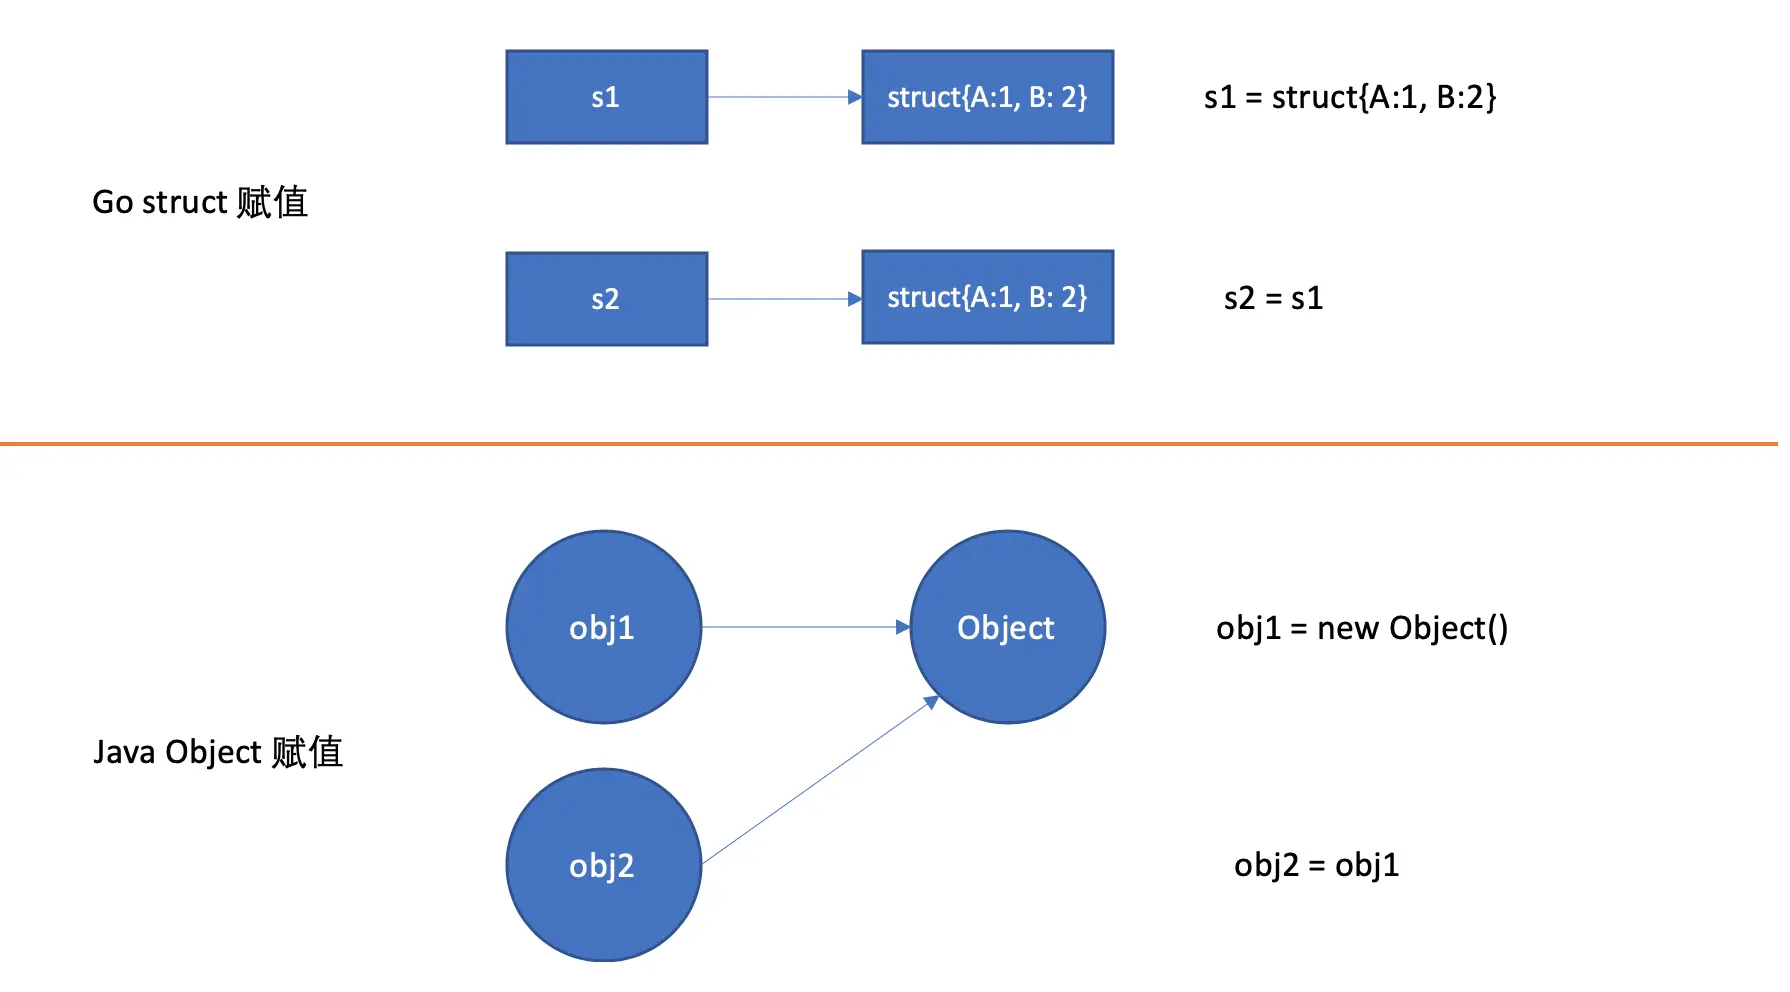 s1
struct{A:1, B: 2}
s1 = struct{A:1, B:2}
Go struct 赋值
s2
struct{A:1, B: 2}
s2 = s1
obj1
Object
obj1 = new Object()
Java Object 赋值
obj2
obj2 = obj1